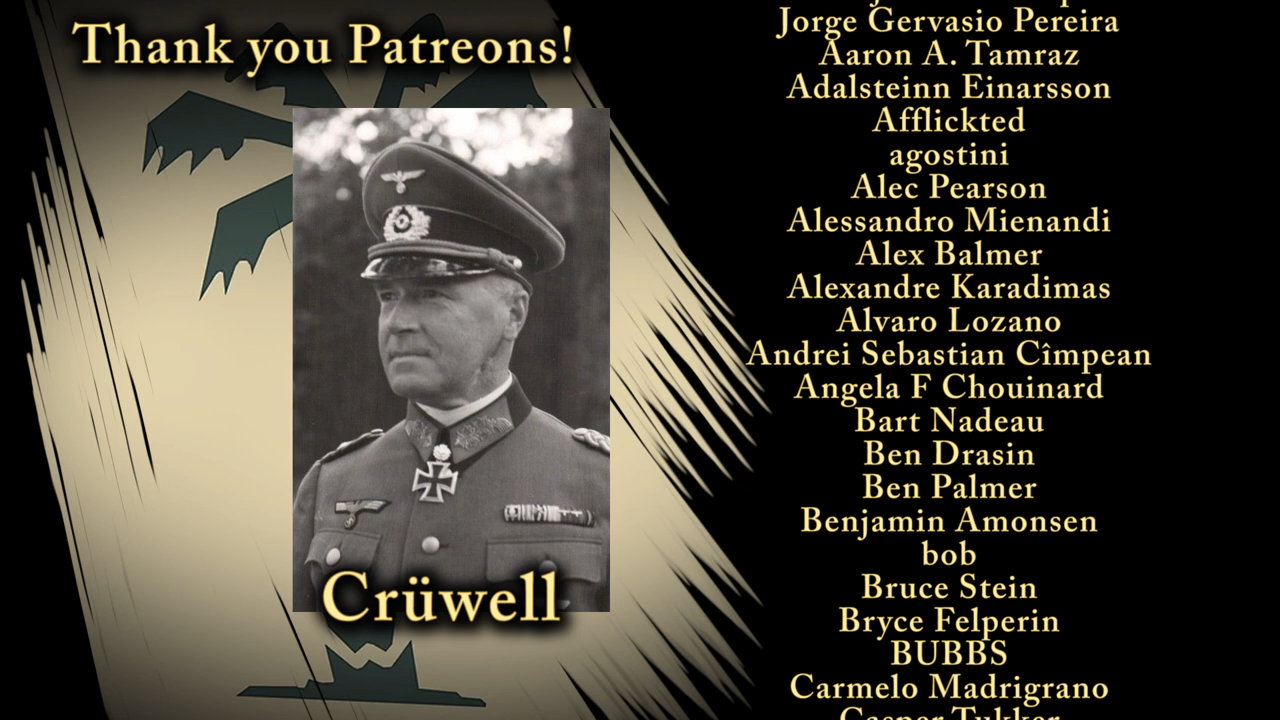 Thank you Patreons!
Crüwell
Jorge Gervasio Pereira
Aaron A. Tamraz
Adalsteinn Einarsson
Afflickted
agostini
Alec Pearson
Alessandro Mienandi
Alex Balmer
Alexandre Karadimas
Alvaro Lozano
Andrei Sebastian Cîmpean
Angela F Chouinard
Bart Nadeau
Ben Drasin
Ben Palmer
Benjamin Amonsen
bob
Bruce Stein
Bryce Felperin
BUBBS
Carmelo Madrigrano
Casper Tukker